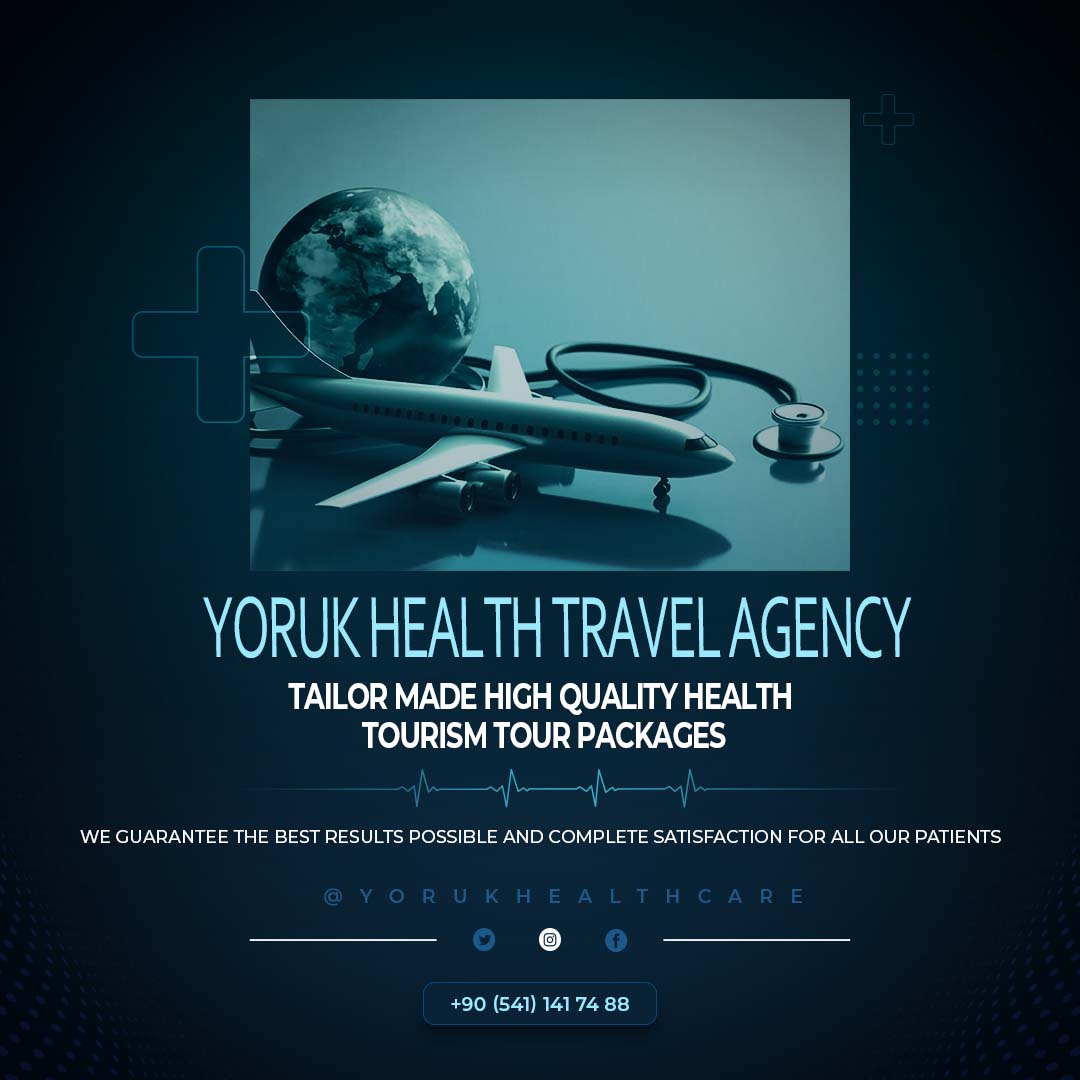 YORUK HEALTH TRAVEL AGENCY
TAILOR MADE HIGH QUALITY HEALTH
TOURISM TOUR PACKAGES
WE GUARANTEE THE BEST RESULTS POSSIBLE AND COMPLETE SATISFACTION FOR ALL OUR PATIENTS
@YORUKHEALTHCARE
+90 (541) 141 74 88